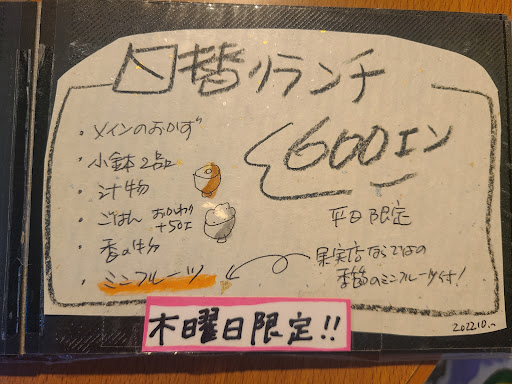 日替リランチ
600エン
・メインのおかず
・小鉢2品
・汁物
・ごはん おかわり
+50エ
・香の物
・ミニフルーツ
平日限定
果実店ならではの
季節のミニフルーツ付!
木曜日限定!!
2022.10.~